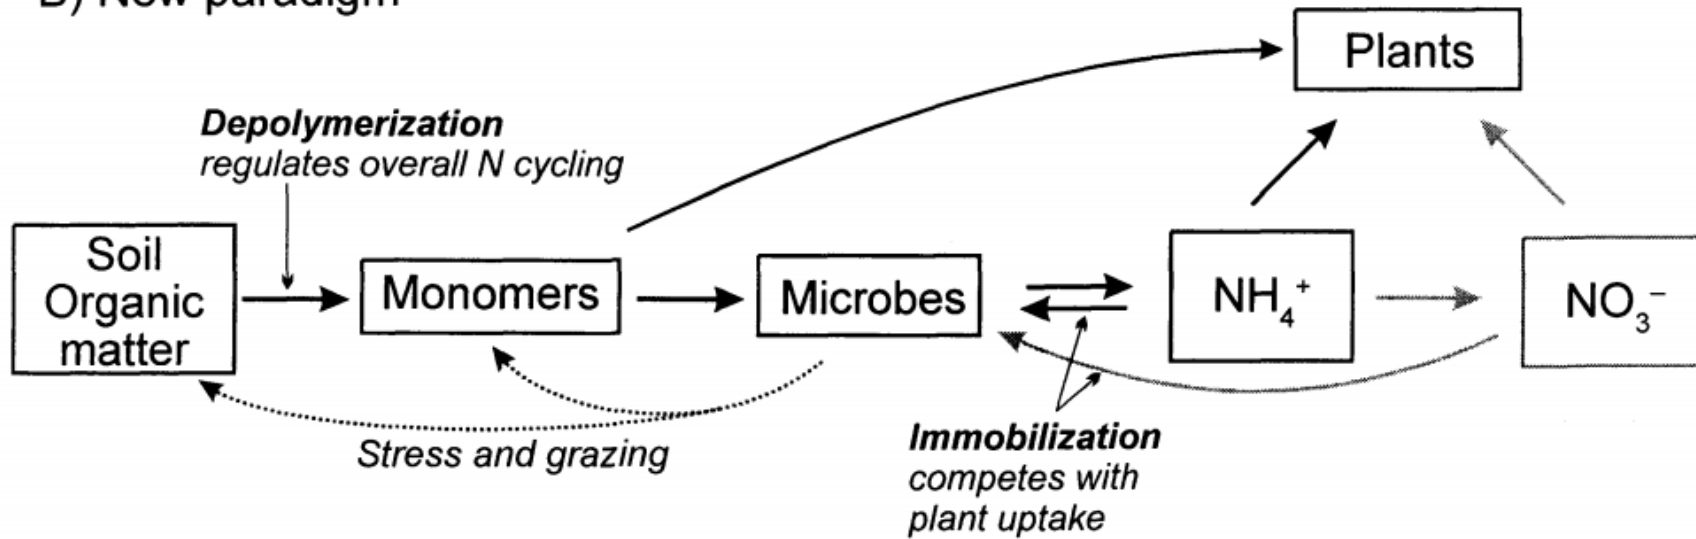 B) New paradigm
Plants
Depolymerization
regulates overall N cycling
Soil
Organic
matter
Monomers
Microbes
NH₄⁺
NO₃⁻
Stress and grazing
Immobilization
competes with
plant uptake